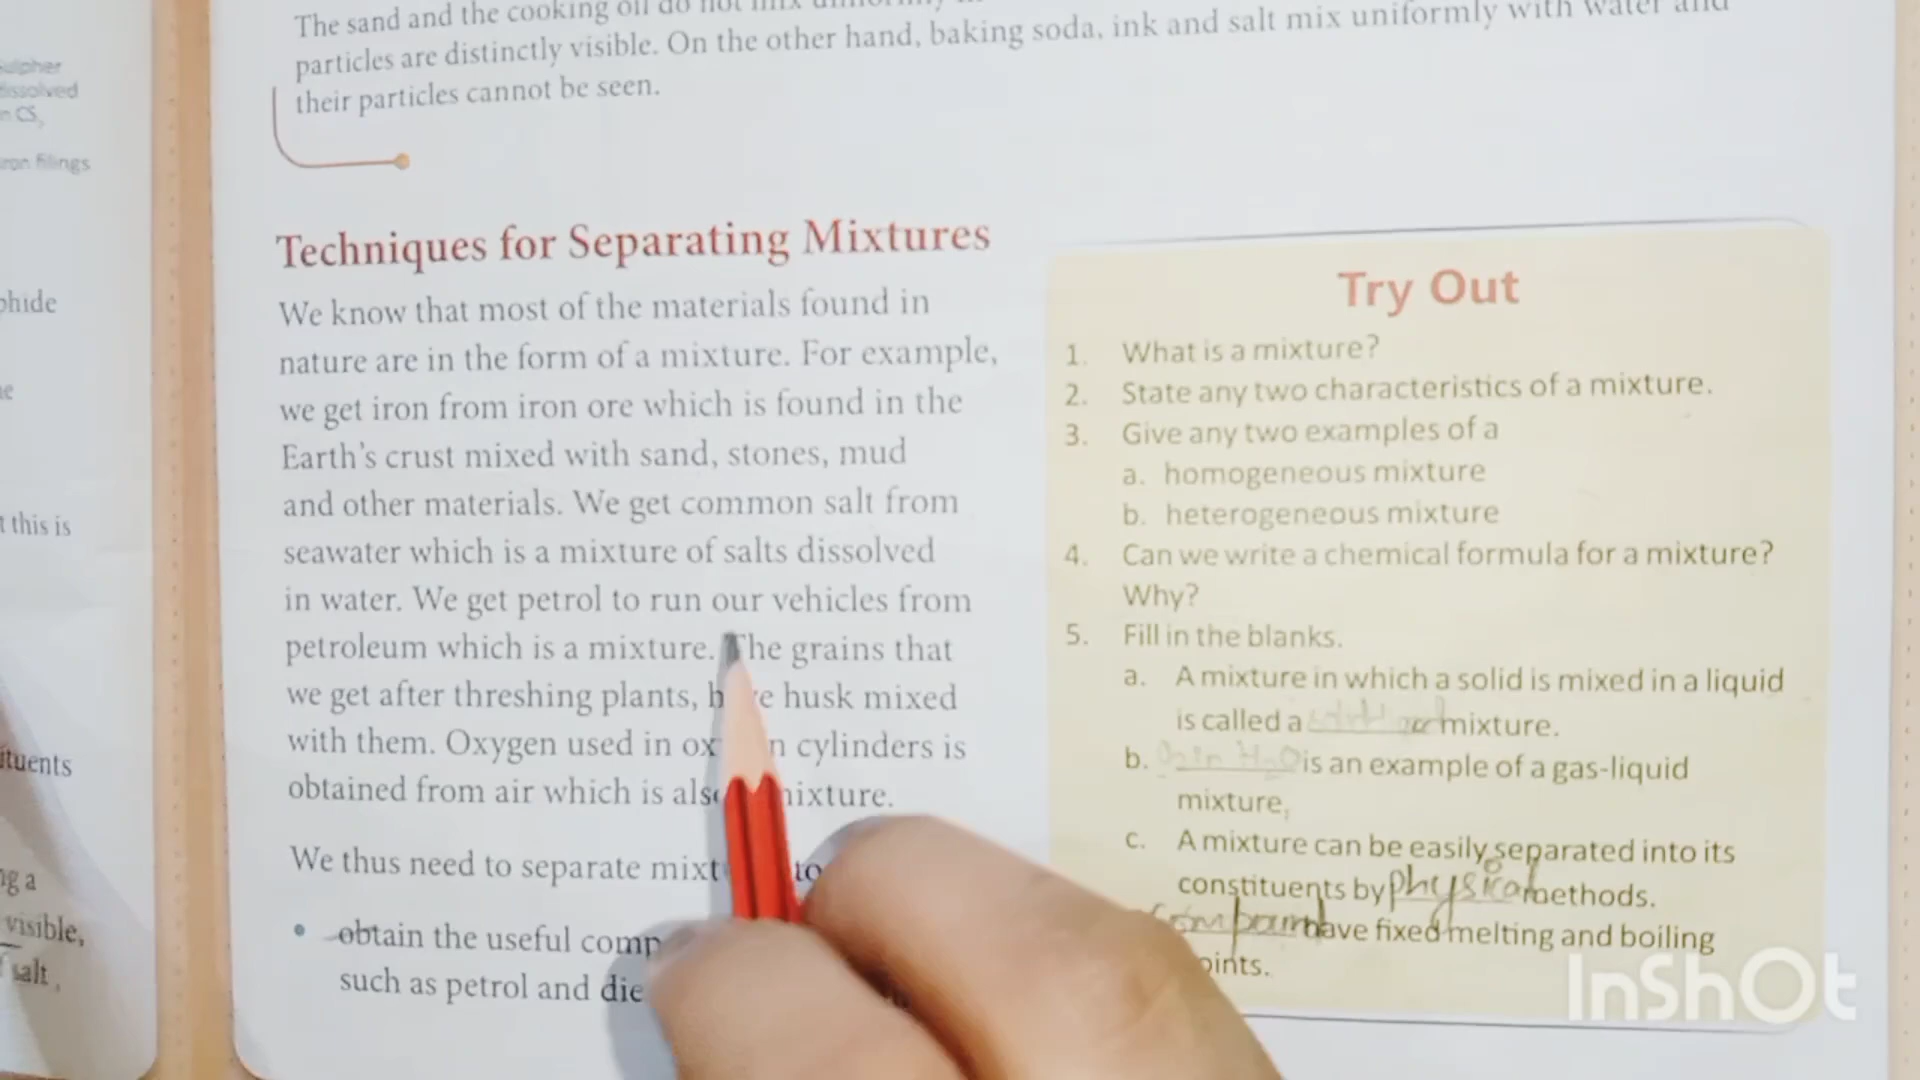 The sand and the cooking oil do not mix
particles are distinctly visible. On the other hand, baking soda, ink and salt mix uniformly with water and
their particles cannot be seen.
Sulpher
dissolved
in CS2
iron filings
phide
t this is
ituents
ng a
visible,
salt,
Techniques for Separating Mixtures
We know that most of the materials found in
nature are in the form of a mixture. For example,
we get iron from iron ore which is found in the
Earth's crust mixed with sand, stones, mud
and other materials. We get common salt from
seawater which is a mixture of salts dissolved
in water. We get petrol to run our vehicles from
petroleum which is a mixture. The grains that
we get after threshing plants, have husk mixed
with them. Oxygen used in oxygen cylinders is
obtained from air which is also mixture.
We thus need to separate mixt to
• obtain the useful comp
such as petrol and die
Try Out
1. What is a mixture?
2. State any two characteristics of a mixture.
3. Give any two examples of a
a. homogeneous mixture
b. heterogeneous mixture
4. Can we write a chemical formula for a mixture?
Why?
5. Fill in the blanks.
a. A mixture in which a solid is mixed in a liquid
is called a mixture.
b. O2 in H2O is an example of a gas-liquid
mixture,
c. A mixture can be easily separated into its
constituents by physical methods.
have fixed melting and boiling
oints.
InShOt